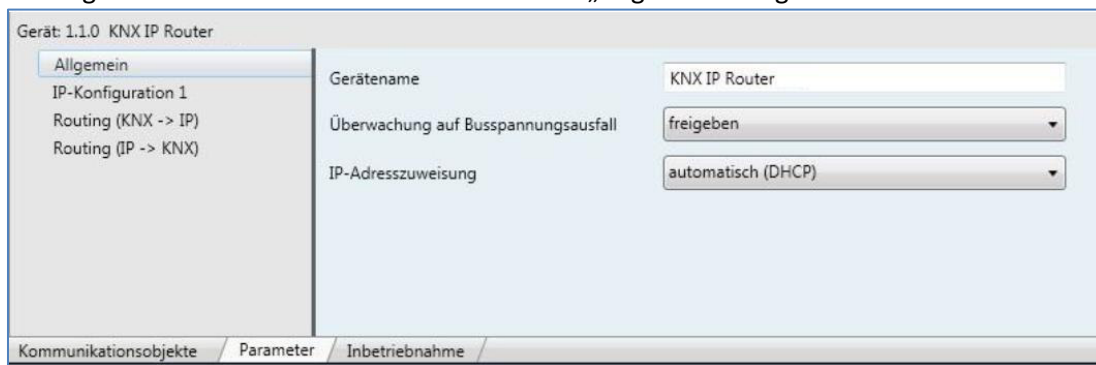 Gerät: 1.1.0 KNX IP Router
Allgemein
IP-Konfiguration 1
Routing (KNX -> IP)
Routing (IP -> KNX)
Gerätename KNX IP Router
Überwachung auf Busspannungsausfall freigeben
IP-Adresszuweisung automatisch (DHCP)
Kommunikationsobjekte Parameter Inbetriebnahme